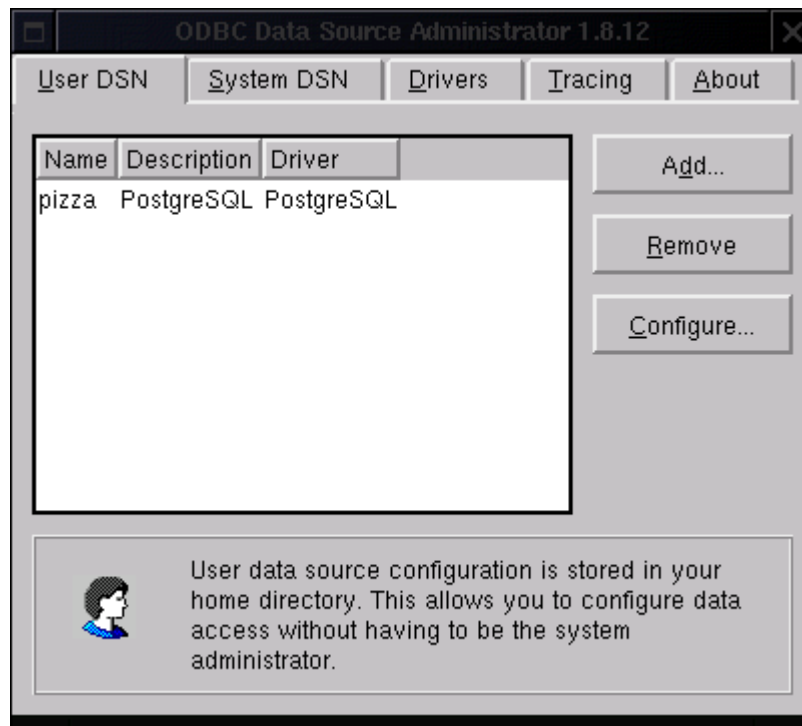 ODBC Data Source Administrator 1.8.12
User DSN System DSN Drivers Tracing About
Name Description Driver
pizza PostgreSQL PostgreSQL
Add...
Remove
Configure...
User data source configuration is stored in your
home directory. This allows you to configure data
access without having to be the system
administrator.